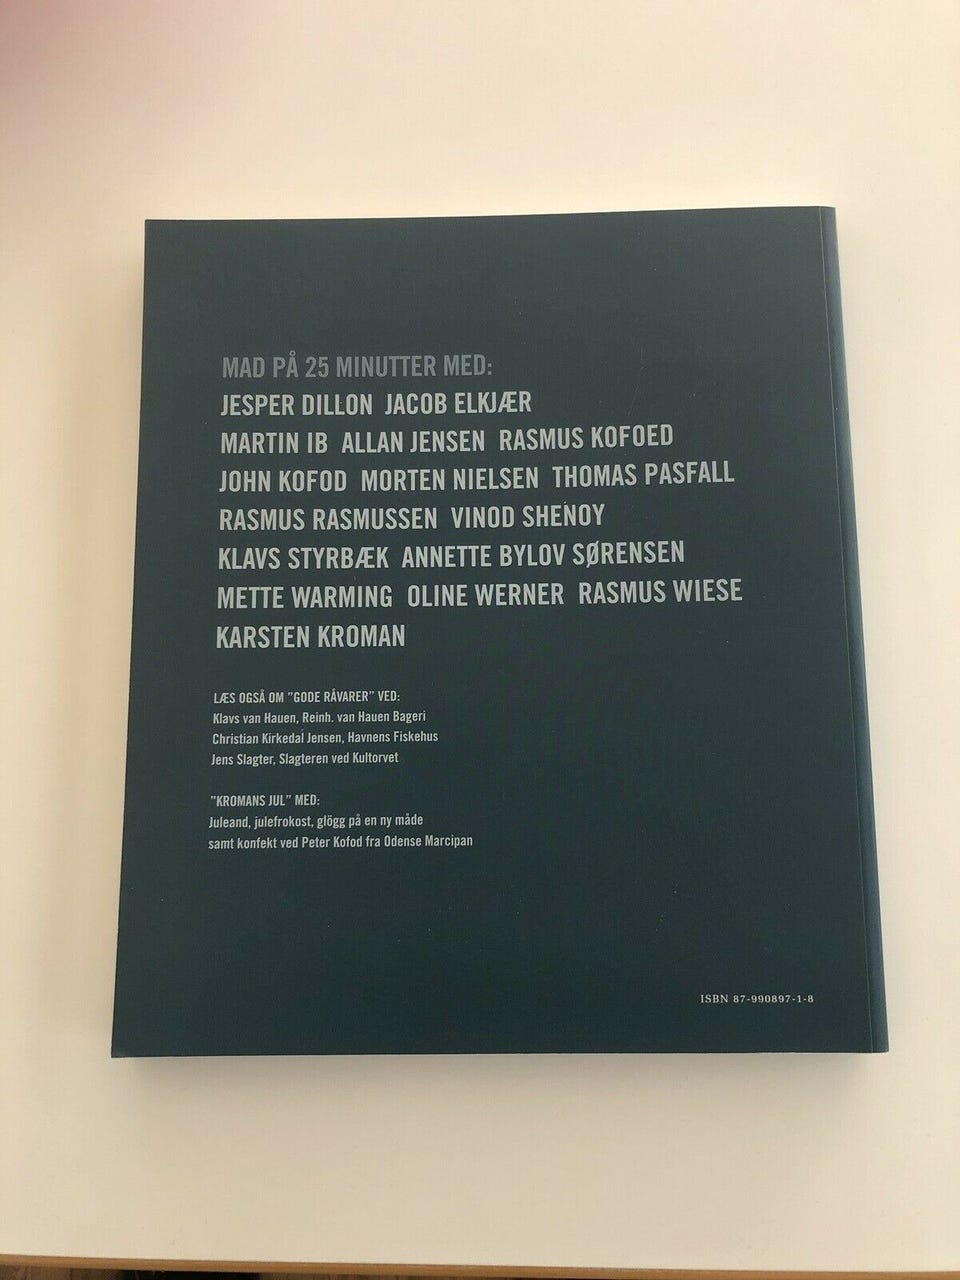 MAD PÅ 25 MINUTTER MED:
JESPER DILLON JACOB ELKJÆR
MARTIN IB ALLAN JENSEN RASMUS KOFOED
JOHN KOFOD MORTEN NIELSEN THOMAS PASFALL
RASMUS RASMUSSEN VINOD SHENOY
KLAVS STYRBÆK ANNETTE BYLOV SØRENSEN
METTE WARMING OLINE WERNER RASMUS WIESE
KARSTEN KROMAN
LÆS OGSÅ OM "GODE RÅVARER" VED:
Klavs van Hauen, Reinh. van Hauen Bageri
Christian Kirkedal Jensen, Havnens Fiskehus
Jens Slagter, Slagteren ved Kultorvet
"KROMANS JUL" MED:
Juleand, julefrokost, glögg på en ny måde
samt konfekt ved Peter Kofod fra Odense Marcipan
ISBN 87-990897-1-8